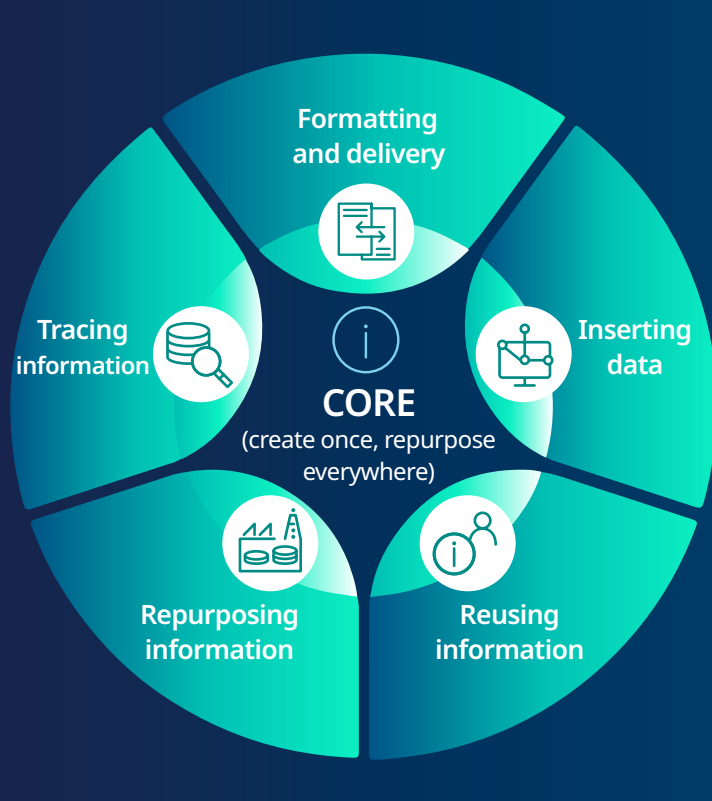 Formatting
and delivery
Inserting
data
Reusing
information
Repurposing
information
Tracing
information
CORE
(create once, repurpose
everywhere)